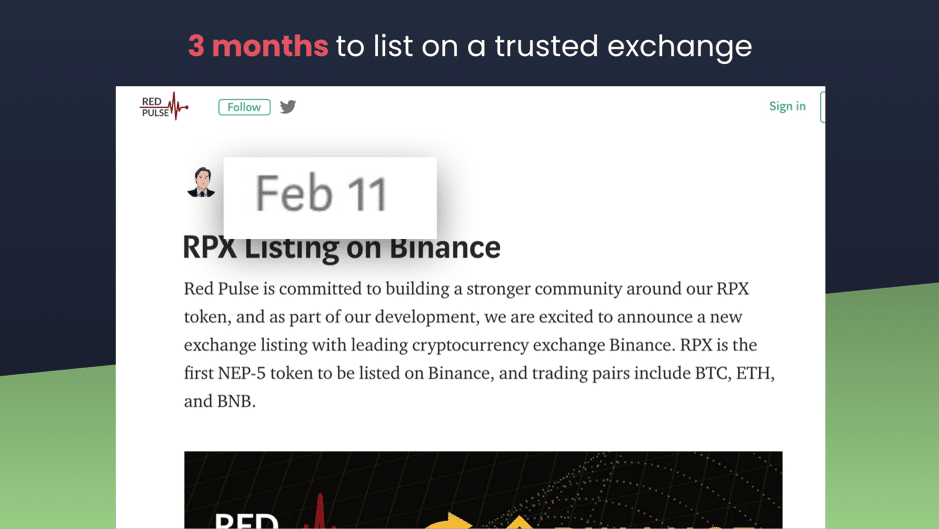 3 months to list on a trusted exchange
RED
PULSE
Follow
Sign in
Feb 11
RPX Listing on Binance
Red Pulse is committed to building a stronger community around our RPX
token, and as part of our development, we are excited to announce a new
exchange listing with leading cryptocurrency exchange Binance. RPX is the
first NEP-5 token to be listed on Binance, and trading pairs include BTC, ETH,
and BNB.
RED
BINANCE